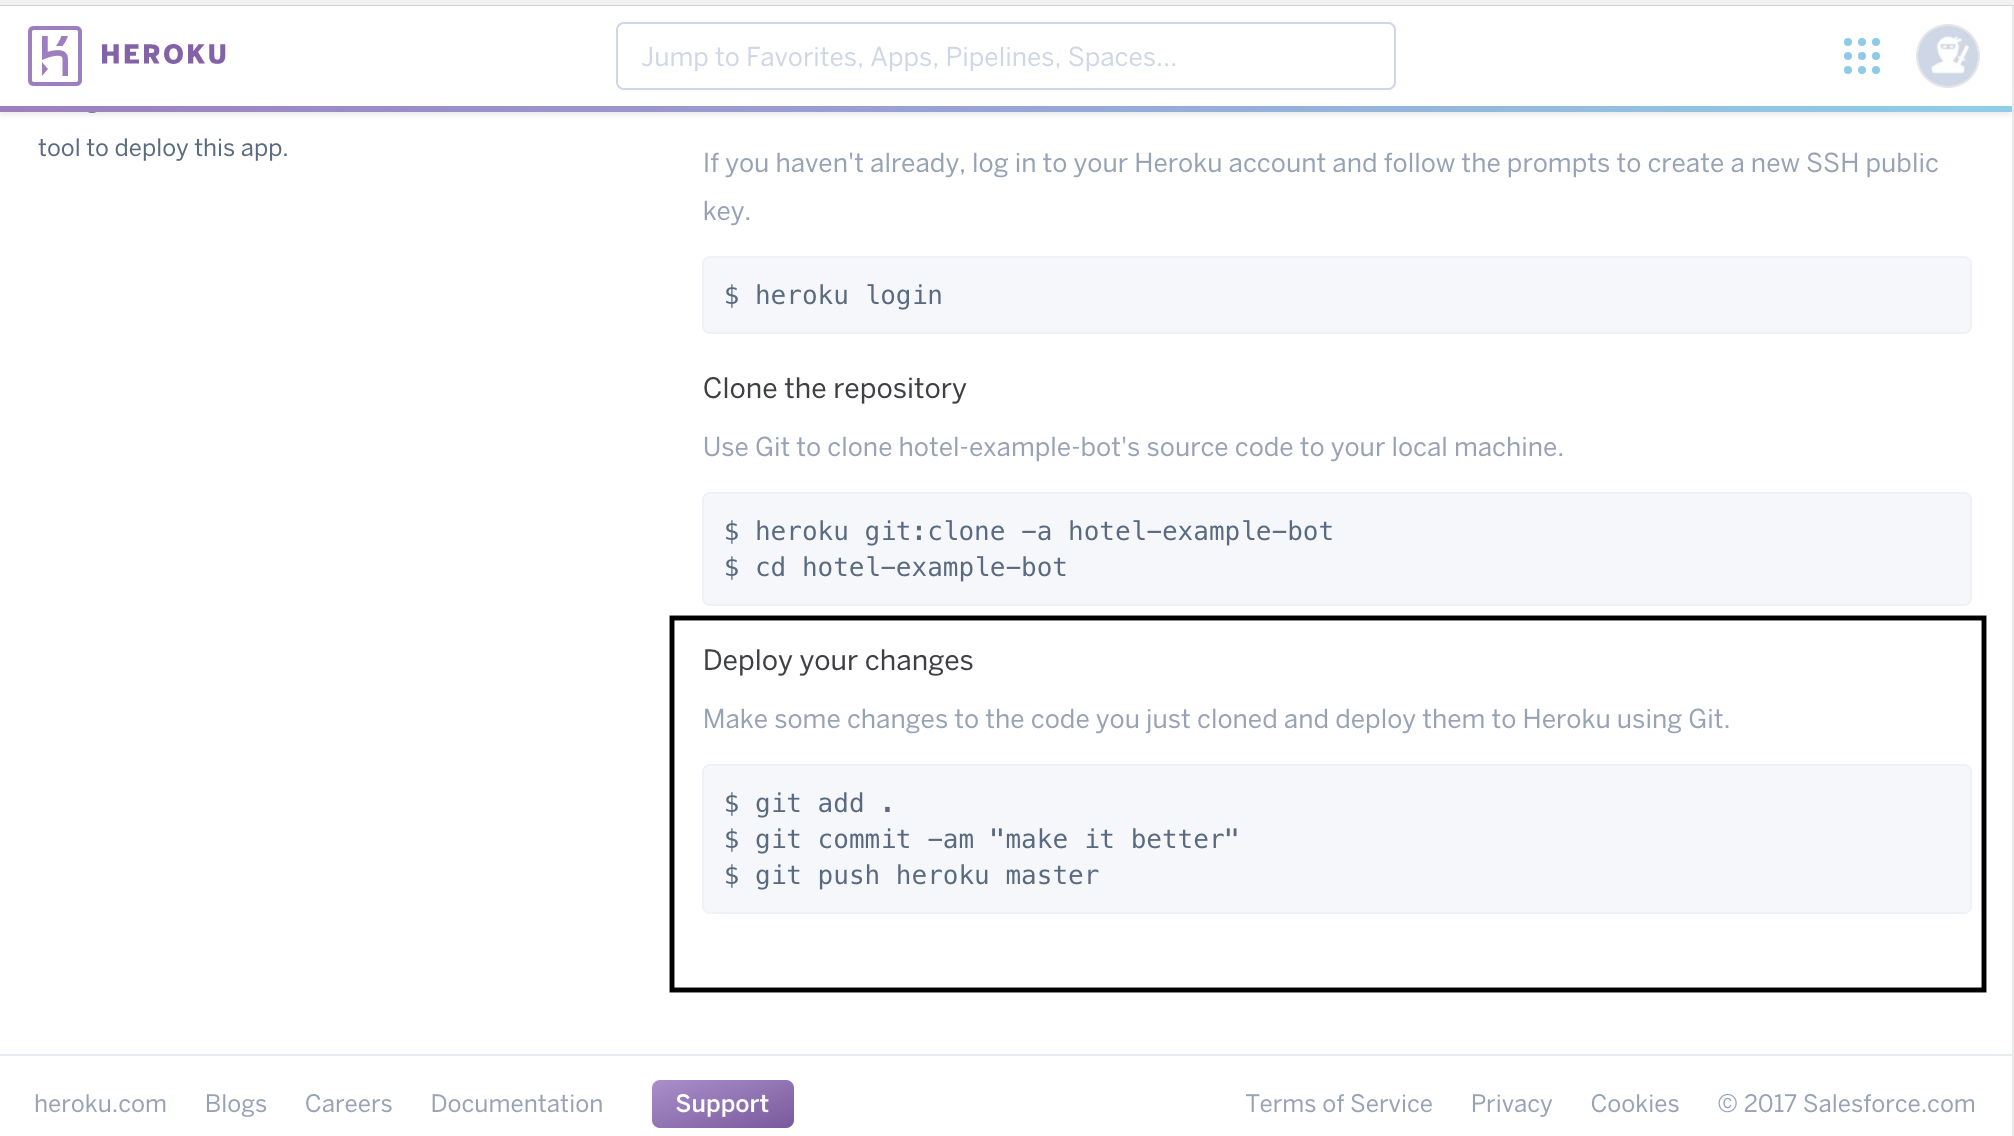 HEROKU
Jump to Favorites, Apps, Pipelines, Spaces...
tool to deploy this app.
If you haven't already, log in to your Heroku account and follow the prompts to create a new SSH public
key.
$ heroku login
Clone the repository
Use Git to clone hotel-example-bot's source code to your local machine.
$ heroku git:clone -a hotel-example-bot
$ cd hotel-example-bot
Deploy your changes
Make some changes to the code you just cloned and deploy them to Heroku using Git.
$ git add .
$ git commit -am "make it better"
$ git push heroku master
heroku.com Blogs Careers Documentation Support Terms of Service Privacy Cookies © 2017 Salesforce.com